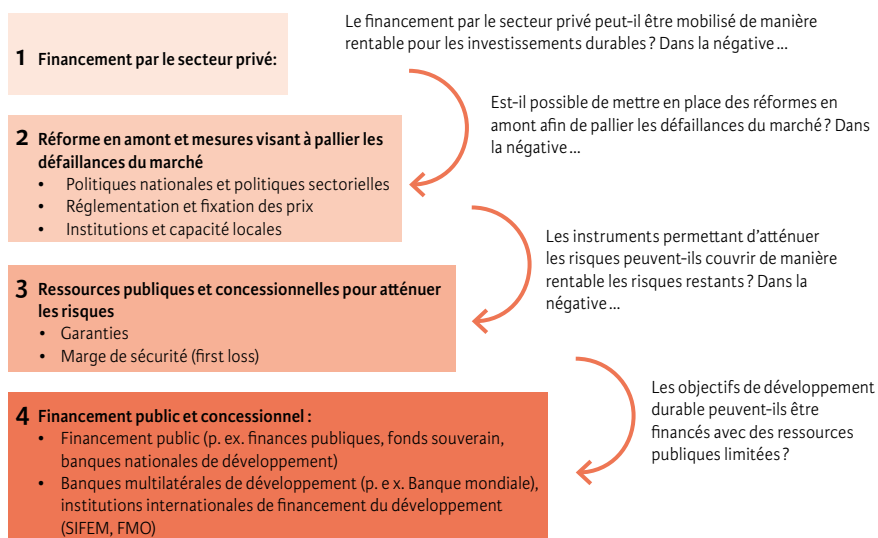 Le financement par le secteur privé peut-il être mobilisé de manière
rentable pour les investissements durables ? Dans la négative ...
1 Financement par le secteur privé:
Est-il possible de mettre en place des réformes en
amont afin de pallier les défaillances du marché ? Dans
la négative ...
2 Réforme en amont et mesures visant à pallier les
défaillances du marché
• Politiques nationales et politiques sectorielles
• Réglementation et fixation des prix
• Institutions et capacité locales
Les instruments permettant d'atténuer
les risques peuvent-ils couvrir de manière
rentable les risques restants ? Dans la
négative ...
3 Ressources publiques et concessionnelles pour atténuer
les risques
• Garanties
• Marge de sécurité (first loss)
Les objectifs de développement
durable peuvent-ils être
financés avec des ressources
publiques limitées ?
4 Financement public et concessionnel :
• Financement public (p. ex. finances publiques, fonds souverain,
banques nationales de développement)
• Banques multilatérales de développement (p. e x. Banque mondiale),
institutions internationales de financement du développement
(SIFEM, FMO)